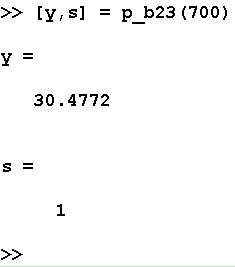 >> [y,s] = p_b23(700)
y =
30.4772
s =
1
>>